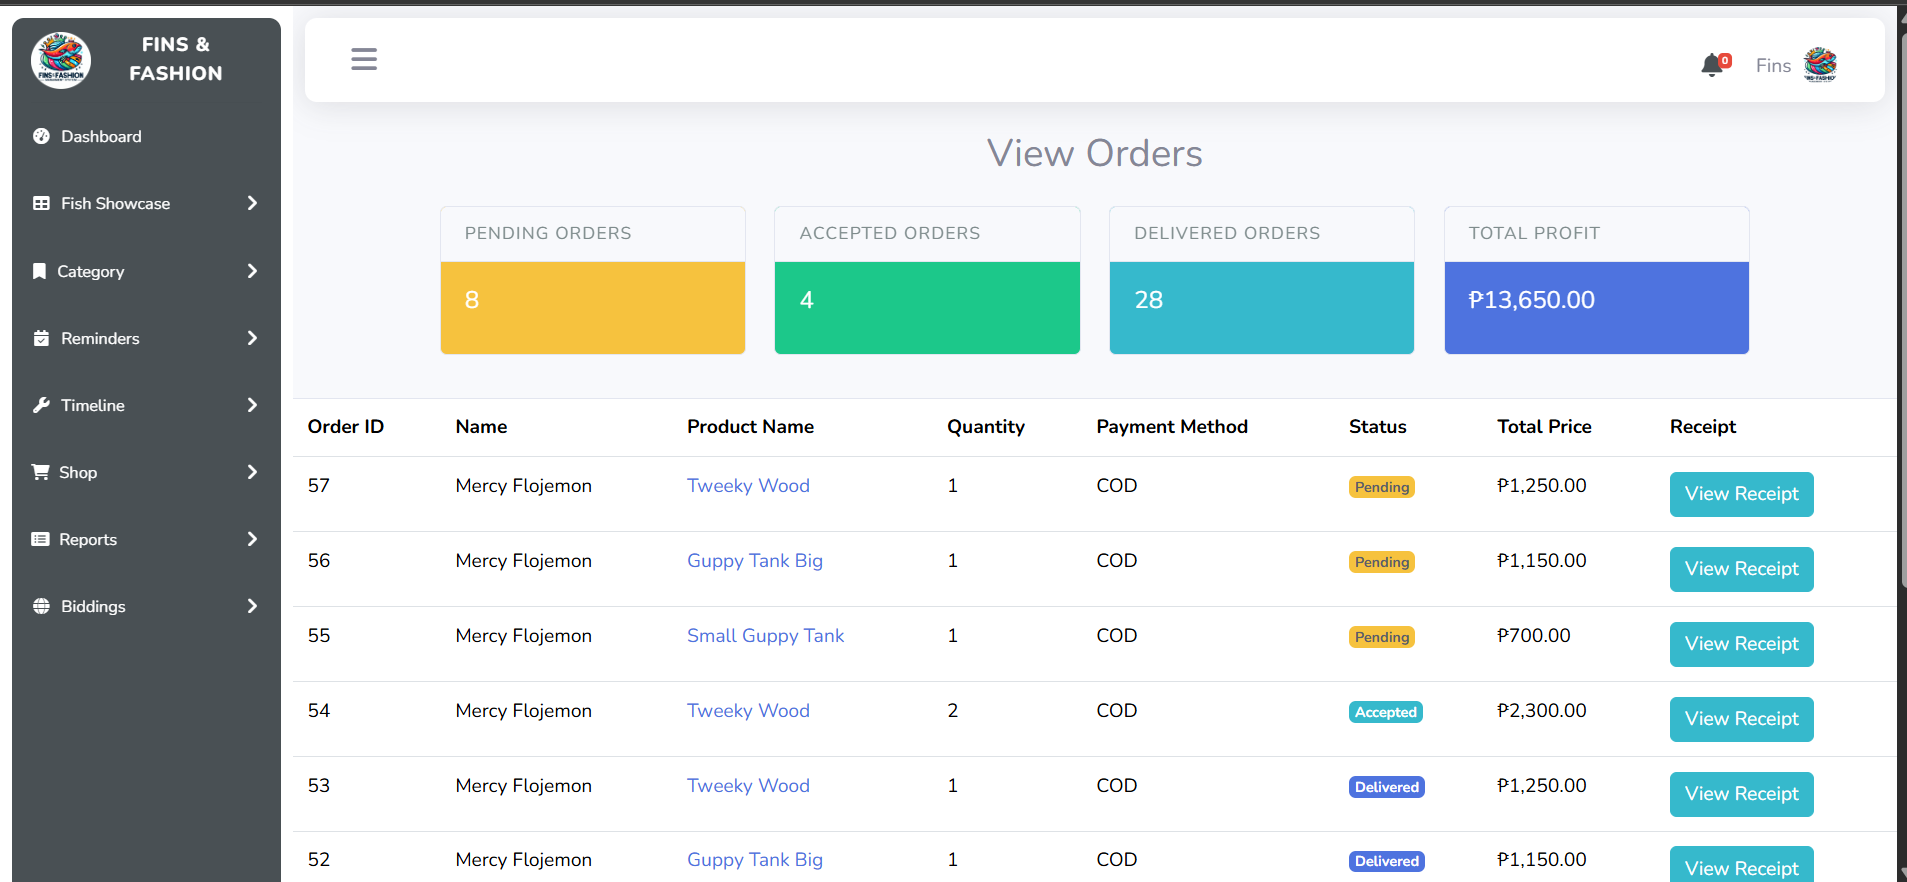 FINS &
FASHION
Dashboard
Fish Showcase
Category
Reminders
Timeline
Shop
Reports
Biddings
0
Fins
View Orders
PENDING ORDERS
8
ACCEPTED ORDERS
4
DELIVERED ORDERS
28
TOTAL PROFIT
₱13,650.00
Order ID Name Product Name Quantity Payment Method Status Total Price Receipt
57 Mercy Flojemon Tweeky Wood 1 COD Pending ₱1,250.00 View Receipt
56 Mercy Flojemon Guppy Tank Big 1 COD Pending ₱1,150.00 View Receipt
55 Mercy Flojemon Small Guppy Tank 1 COD Pending ₱700.00 View Receipt
54 Mercy Flojemon Tweeky Wood 2 COD Accepted ₱2,300.00 View Receipt
53 Mercy Flojemon Tweeky Wood 1 COD Delivered ₱1,250.00 View Receipt
52 Mercy Flojemon Guppy Tank Big 1 COD Delivered ₱1,150.00 View Receipt